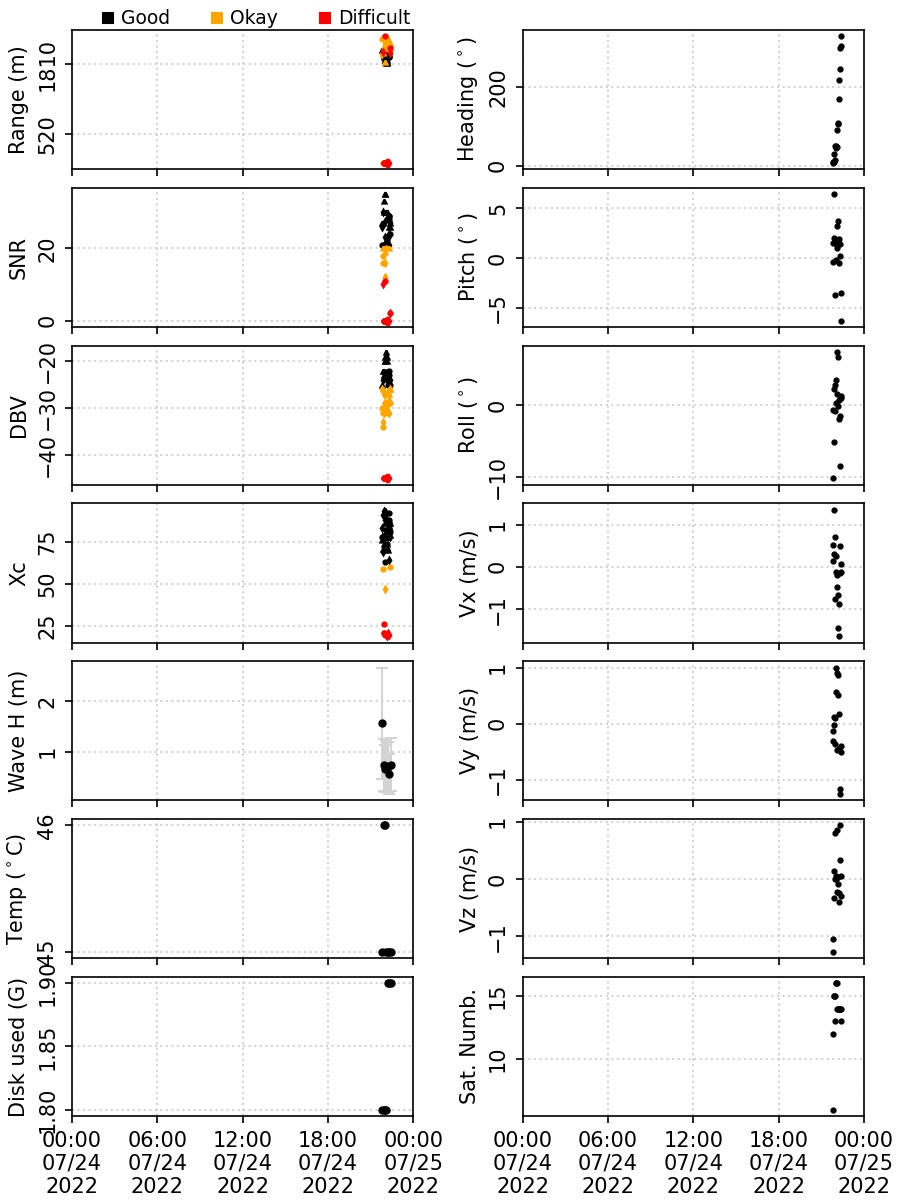 Good Okay Difficult
Range (m)
1810
520
Heading (°)
200
0
SNR
20
0
Pitch (°)
5
0
−5
DBV
−20
−30
−40
Roll (°)
0
−10
Xc
75
50
25
Vx (m/s)
1
0
−1
Wave H (m)
2
1
Vy (m/s)
1
0
−1
Temp (°C)
46
45
Vz (m/s)
1
0
−1
Disk used (G)
1.90
1.85
1.80
Sat. Numb.
15
10
00:00 06:00 12:00 18:00 00:00
07/24 07/24 07/24 07/24 07/25
2022 2022 2022 2022 2022
00:00 06:00 12:00 18:00 00:00
07/24 07/24 07/24 07/24 07/25
2022 2022 2022 2022 2022